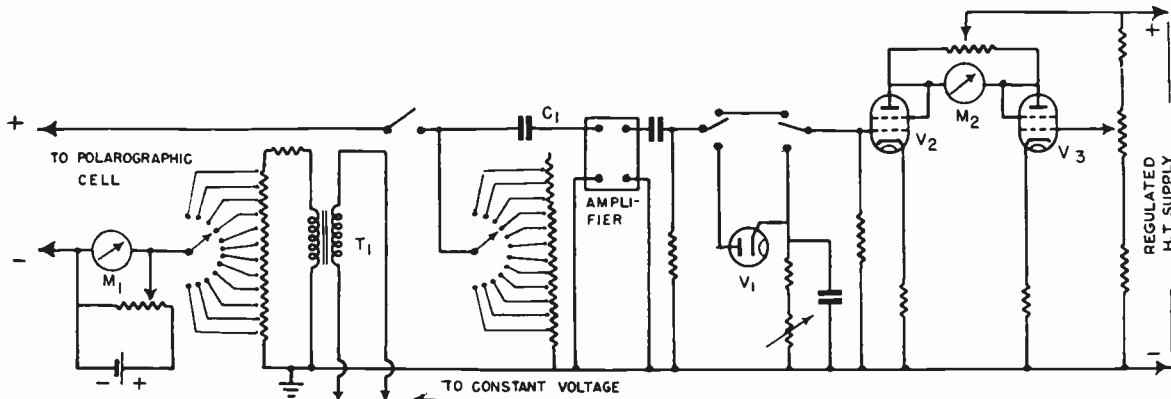 +
TO POLAROGRAPHIC
CELL
−
M1
− +
T1
C1
AMPLI-
FIER
V1
V2
M2
V3
+
REGULATED
H.T. SUPPLY
−
TO CONSTANT VOLTAGE